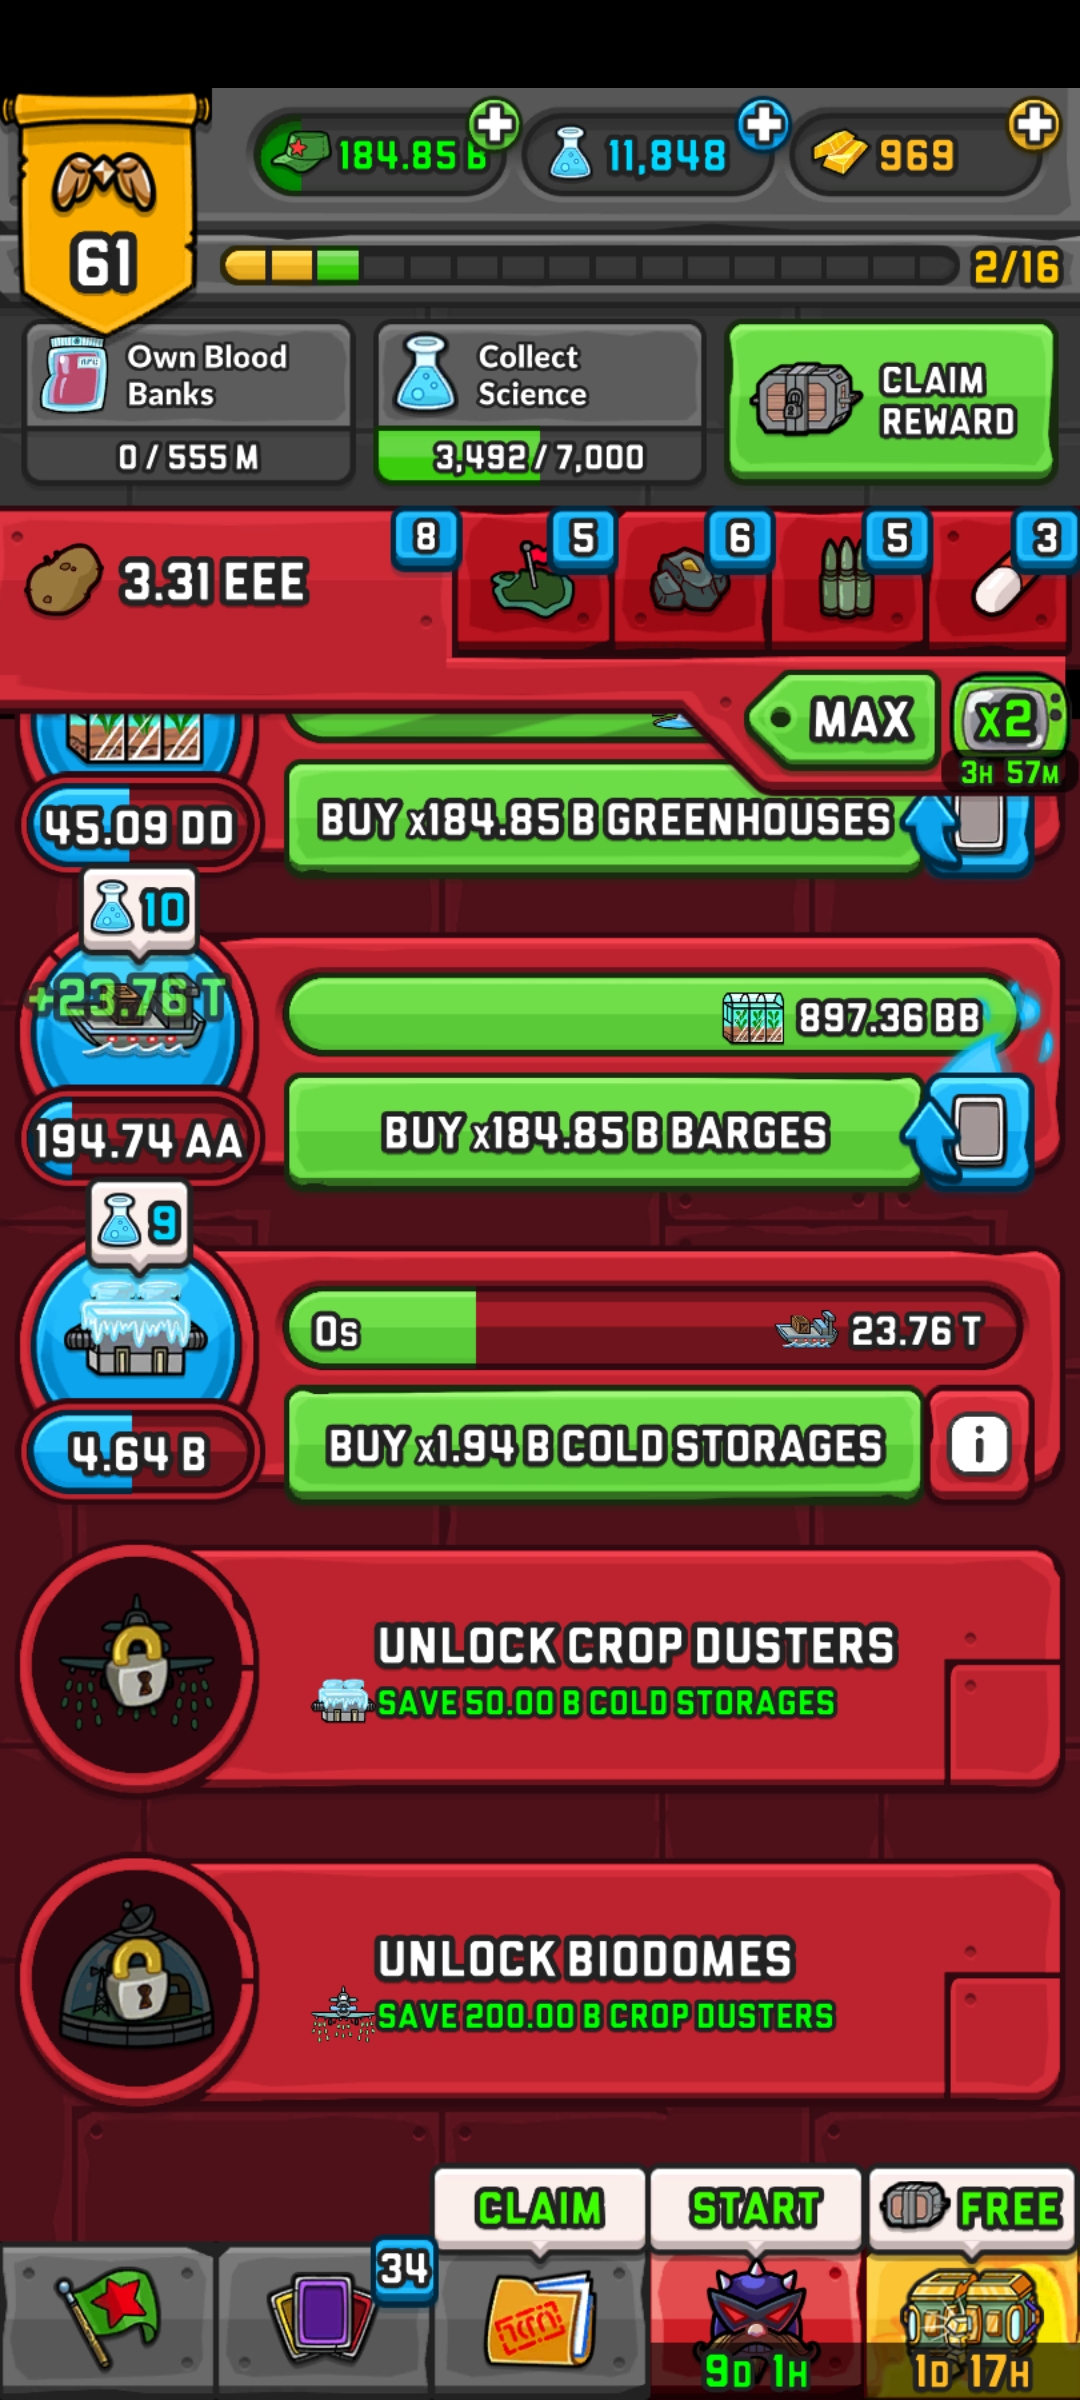 184.85 B
11,848
969
61
2/16
Own Blood
Banks
0 / 555 M
Collect
Science
3,492 / 7,000
CLAIM
REWARD
3.31 EEE
8
5
6
5
3
MAX
x2
3H 57M
45.09 DD
BUY x184.85 B GREENHOUSES
10
+23.76 T
897.36 BB
194.74 AA
BUY x184.85 B BARGES
9
0s
23.76 T
4.64 B
BUY x1.94 B COLD STORAGES
i
UNLOCK CROP DUSTERS
SAVE 50.00 B COLD STORAGES
UNLOCK BIODOMES
SAVE 200.00 B CROP DUSTERS
CLAIM
START
FREE
34
9D 1H
1D 17H